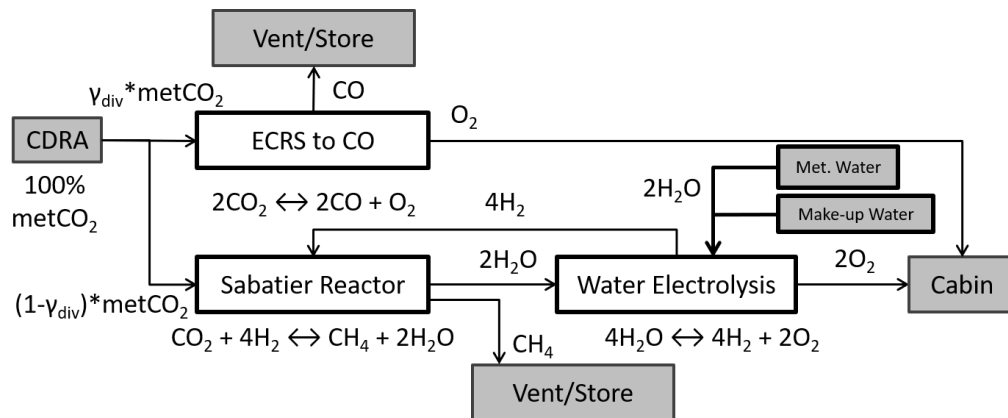 Vent/Store
γdiv*metCO₂
CO
CDRA
ECRS to CO
O₂
100%
metCO₂
Met. Water
2H₂O
Make-up Water
2CO₂ ↔ 2CO + O₂
4H₂
Sabatier Reactor
2H₂O
Water Electrolysis
2O₂
Cabin
(1-γdiv)*metCO₂
CO₂ + 4H₂ ↔ CH₄ + 2H₂O
4H₂O ↔ 4H₂ + 2O₂
CH₄
Vent/Store